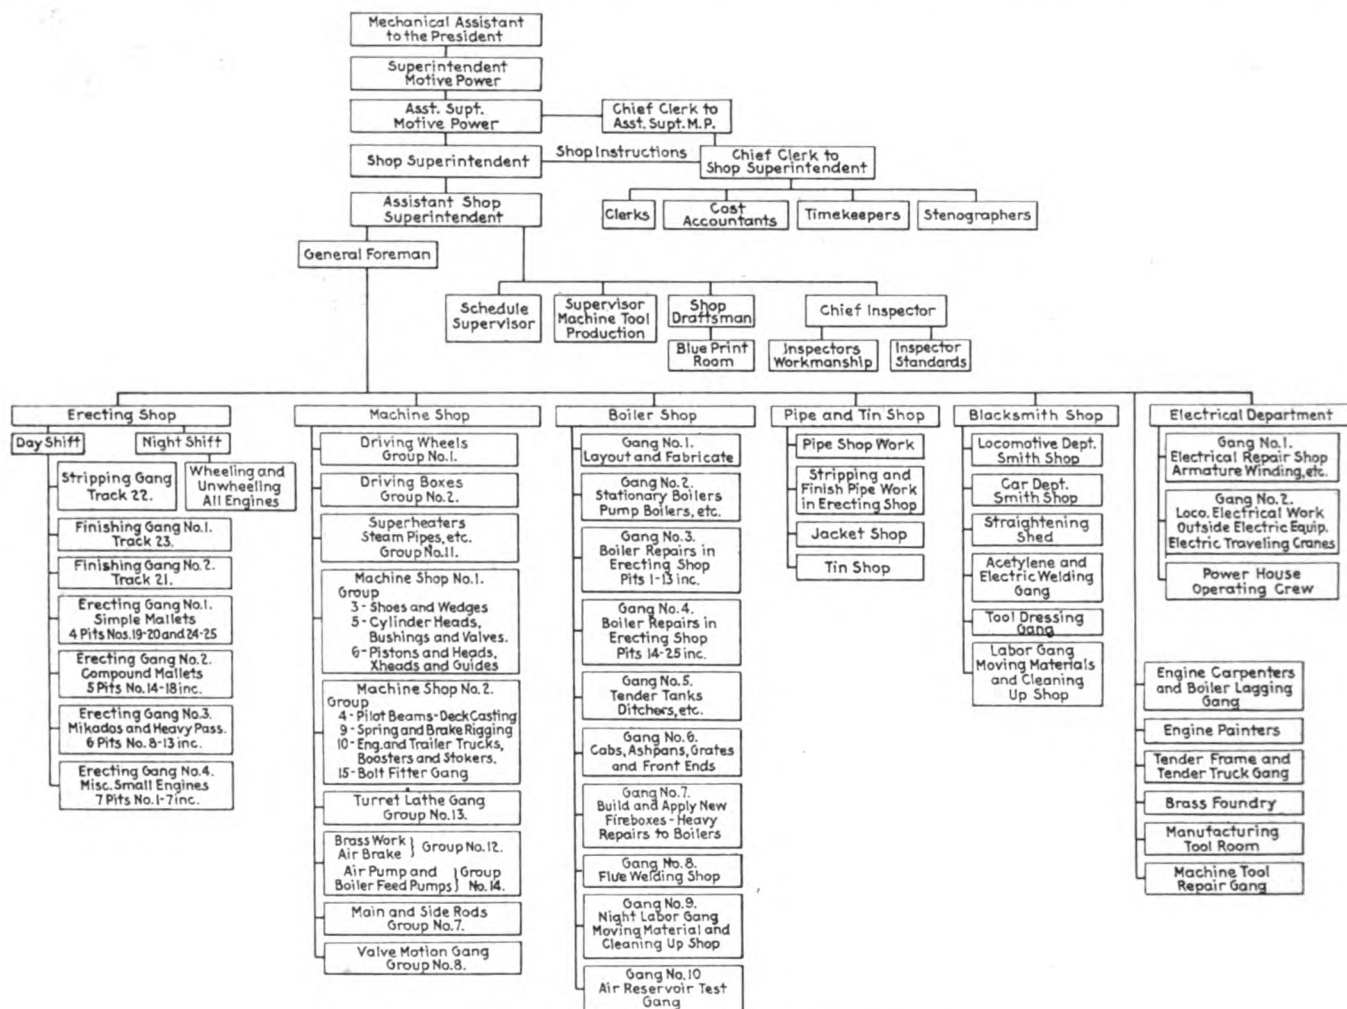 Mechanical Assistant
to the President
Superintendent
Motive Power
Asst. Supt.
Motive Power
Chief Clerk to
Asst. Supt. M.P.
Shop Superintendent
Shop Instructions
Chief Clerk to
Shop Superintendent
Assistant Shop
Superintendent
Clerks
Cost
Accountants
Timekeepers
Stenographers
General Foreman
Schedule
Supervisor
Supervisor
Machine Tool
Production
Shop
Draftsman
Chief Inspector
Blue Print
Room
Inspectors
Workmanship
Inspector
Standards
Erecting Shop
Day Shift
Night Shift
Stripping Gang
Track 22.
Wheeling and
Unwheeling
All Engines
Finishing Gang No.1.
Track 23.
Finishing Gang No.2.
Track 21.
Erecting Gang No.1.
Simple Mallets
4 Pits Nos.19-20 and 24-25
Erecting Gang No.2.
Compound Mallets
5 Pits No.14-18 inc.
Erecting Gang No.3.
Mikados and Heavy Pass.
6 Pits No.8-13 inc.
Erecting Gang No.4.
Misc. Small Engines
7 Pits No.1-7 inc.
Machine Shop
Driving Wheels
Group No.1.
Driving Boxes
Group No.2.
Superheaters
Steam Pipes, etc.
Group No.11.
Machine Shop No.1.
Group
3 - Shoes and Wedges
5 - Cylinder Heads,
Bushings and Valves.
6 - Pistons and Heads,
Xheads and Guides
Machine Shop No.2.
Group
4 - Pilot Beams - Deck Casting
9 - Spring and Brake Rigging
10 - Eng. and Trailer Trucks,
Boosters and Stokers.
15 - Bolt Fitter Gang
Turret Lathe Gang
Group No.13.
Brass Work
Air Brake } Group No.12.
Air Pump and
Boiler Feed Pumps } Group
No.14.
Main and Side Rods
Group No.7.
Valve Motion Gang
Group No.8.
Boiler Shop
Gang No.1.
Layout and Fabricate
Gang No.2.
Stationary Boilers
Pump Boilers, etc.
Gang No.3.
Boiler Repairs in
Erecting Shop
Pits 1-13 inc.
Gang No.4.
Boiler Repairs in
Erecting Shop
Pits 14-25 inc.
Gang No.5.
Tender Tanks
Ditchers, etc.
Gang No.6.
Cabs, Ashpans, Grates
and Front Ends
Gang No.7.
Build and Apply New
Fireboxes - Heavy
Repairs to Boilers
Gang No.8.
Flue Welding Shop
Gang No.9.
Night Labor Gang
Moving Material and
Cleaning Up Shop
Gang No.10
Air Reservoir Test
Gang
Pipe and Tin Shop
Pipe Shop Work
Stripping and
Finish Pipe Work
in Erecting Shop
Jacket Shop
Tin Shop
Blacksmith Shop
Locomotive Dept.
Smith Shop
Car Dept.
Smith Shop
Straightening
Shed
Acetylene and
Electric Welding
Gang
Tool Dressing
Gang
Labor Gang
Moving Materials
and Cleaning
Up Shop
Electrical Department
Gang No.1.
Electrical Repair Shop
Armature Winding, etc.
Gang No.2.
Loco. Electrical Work
Outside Electric Equip.
Electric Traveling Cranes
Power House
Operating Crew
Engine Carpenters
and Boiler Lagging
Gang
Engine Painters
Tender Frame and
Tender Truck Gang
Brass Foundry
Manufacturing
Tool Room
Machine Tool
Repair Gang